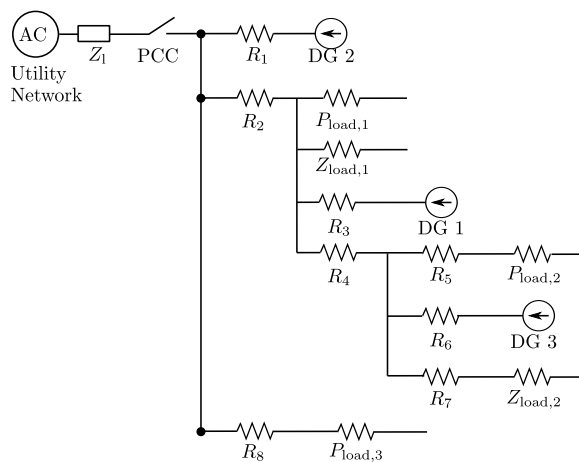 AC
Z_l
PCC
R_1
DG 2
Utility
Network
R_2
P_load,1
Z_load,1
R_3
DG 1
R_4
R_5
P_load,2
R_6
DG 3
R_7
Z_load,2
R_8
P_load,3